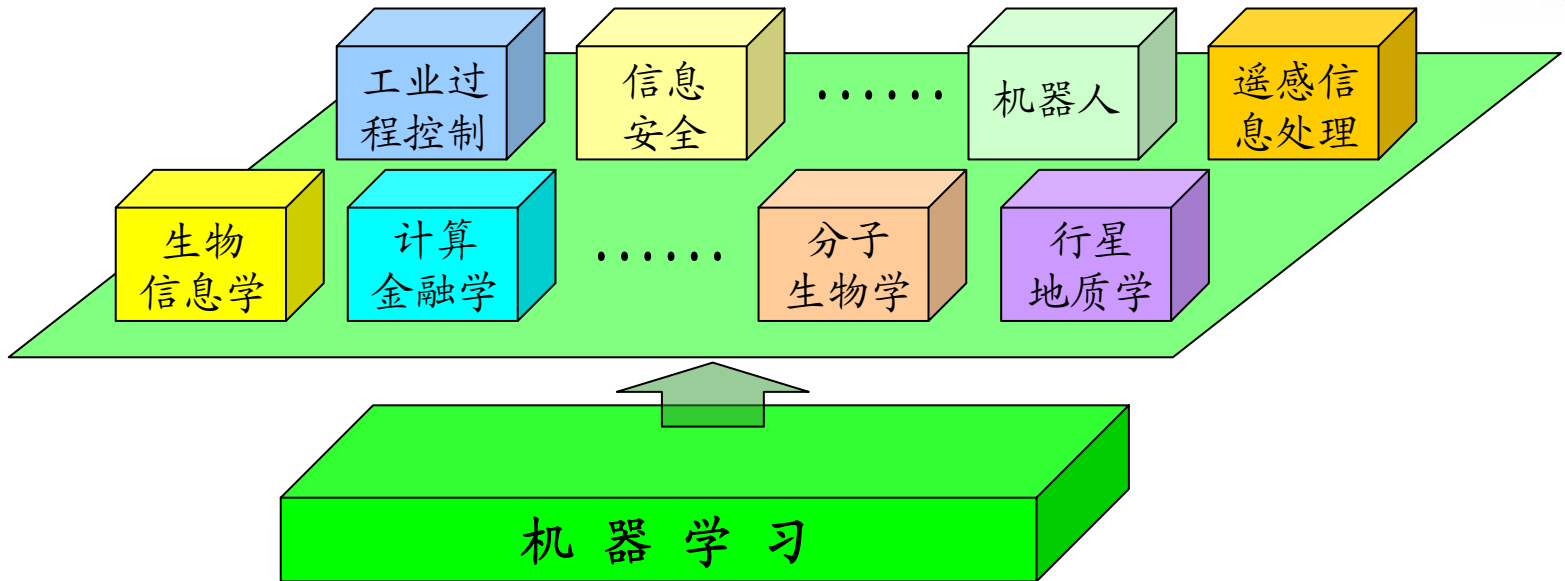 工业过
程控制
信息
安全
……
机器人
遥感信
息处理
生物
信息学
计算
金融学
……
分子
生物学
行星
地质学
机器学习